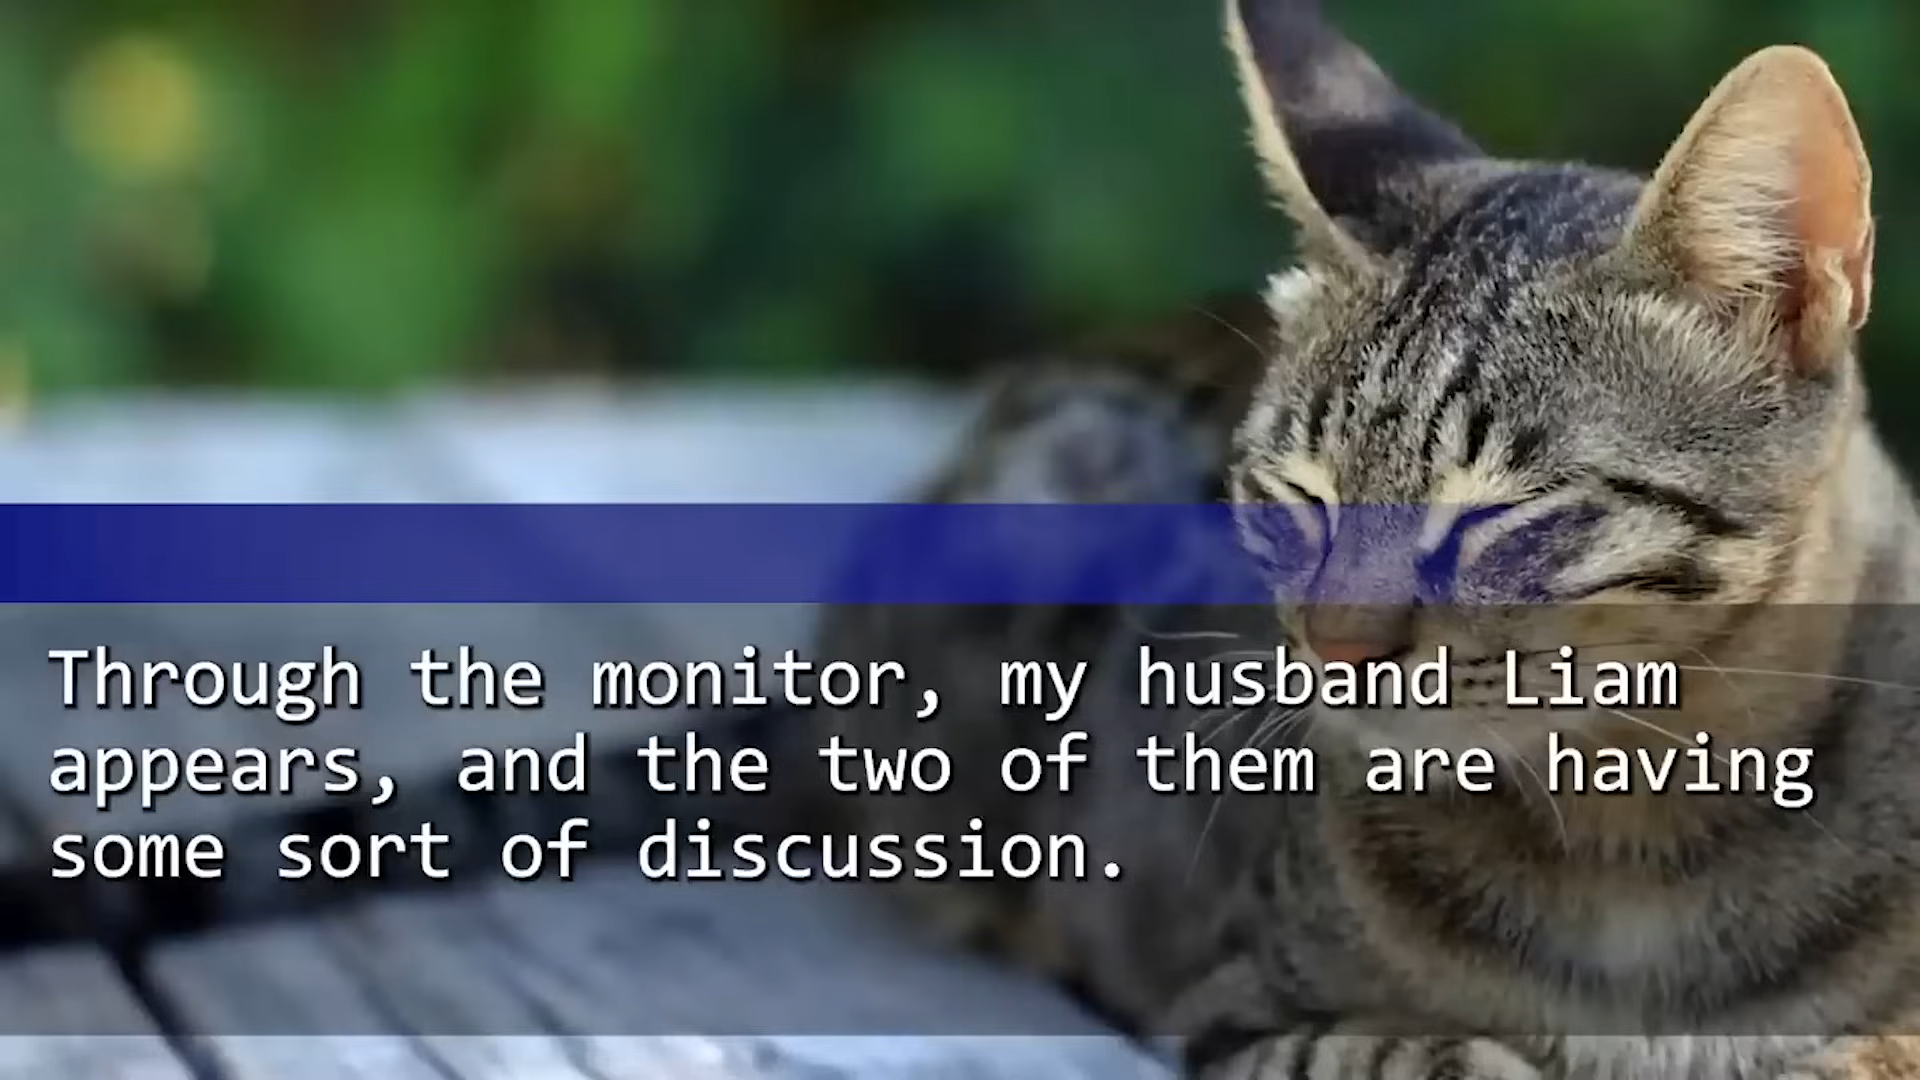 Through the monitor, my husband Liam
appears, and the two of them are having
some sort of discussion.